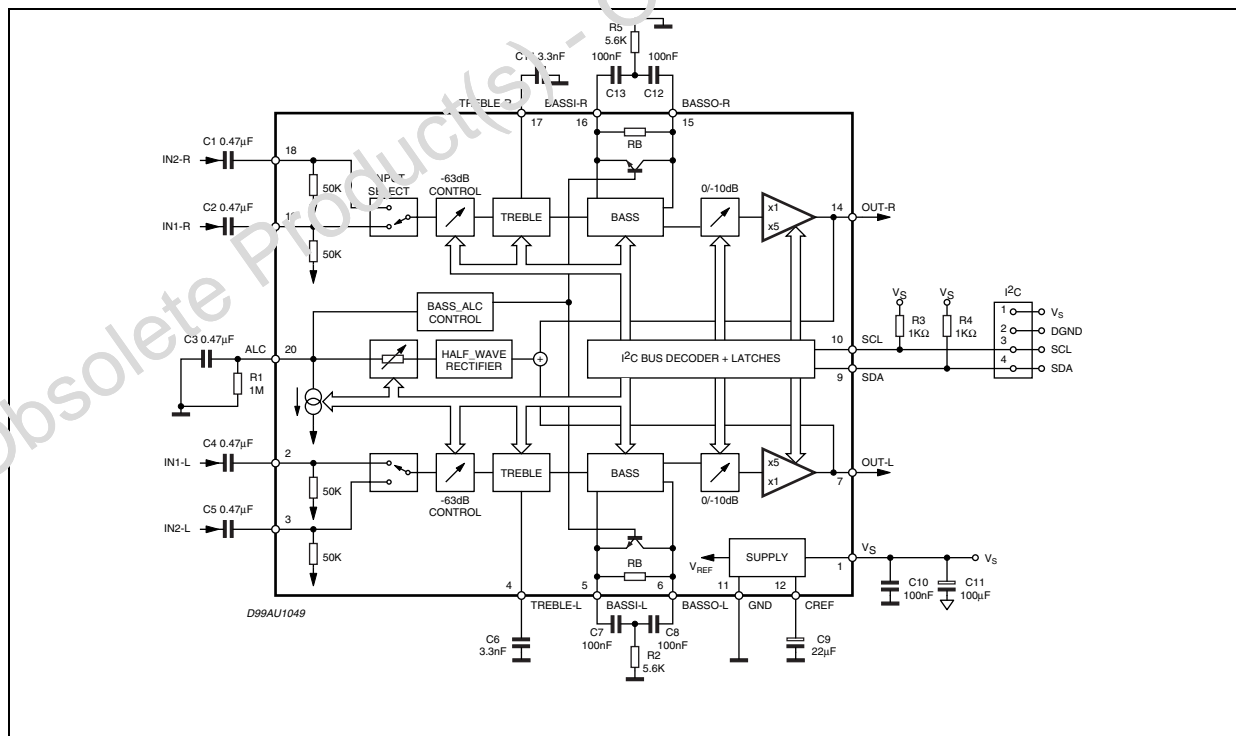 Obsolete Product(s) - O
R5
5.6K
3.3nF
100nF
100nF
C13
C12
TREBLE-R
BASSI-R
BASSO-R
17
16
15
RB
C1 0.47µF
IN2-R
18
50K
INPUT
SELECT
-63dB
CONTROL
TREBLE
BASS
0/-10dB
x1
x5
14
OUT-R
C2 0.47µF
IN1-R
50K
BASS_ALC
CONTROL
C3 0.47µF
ALC
20
R1
1M
HALF_WAVE
RECTIFIER
+
I²C BUS DECODER + LATCHES
10
SCL
9
SDA
VS
R3
1KΩ
VS
R4
1KΩ
I²C
1
VS
2
DGND
3
SCL
4
SDA
C4 0.47µF
IN1-L
2
50K
-63dB
CONTROL
TREBLE
BASS
0/-10dB
x5
x1
7
OUT-L
C5 0.47µF
IN2-L
3
50K
RB
VREF
SUPPLY
VS
1
VS
C10
100nF
C11
100µF
4
5
6
11
12
D99AU1049
TREBLE-L
BASSI-L
BASSO-L
GND
CREF
C6
3.3nF
C7
100nF
C8
100nF
R2
5.6K
C9
22µF